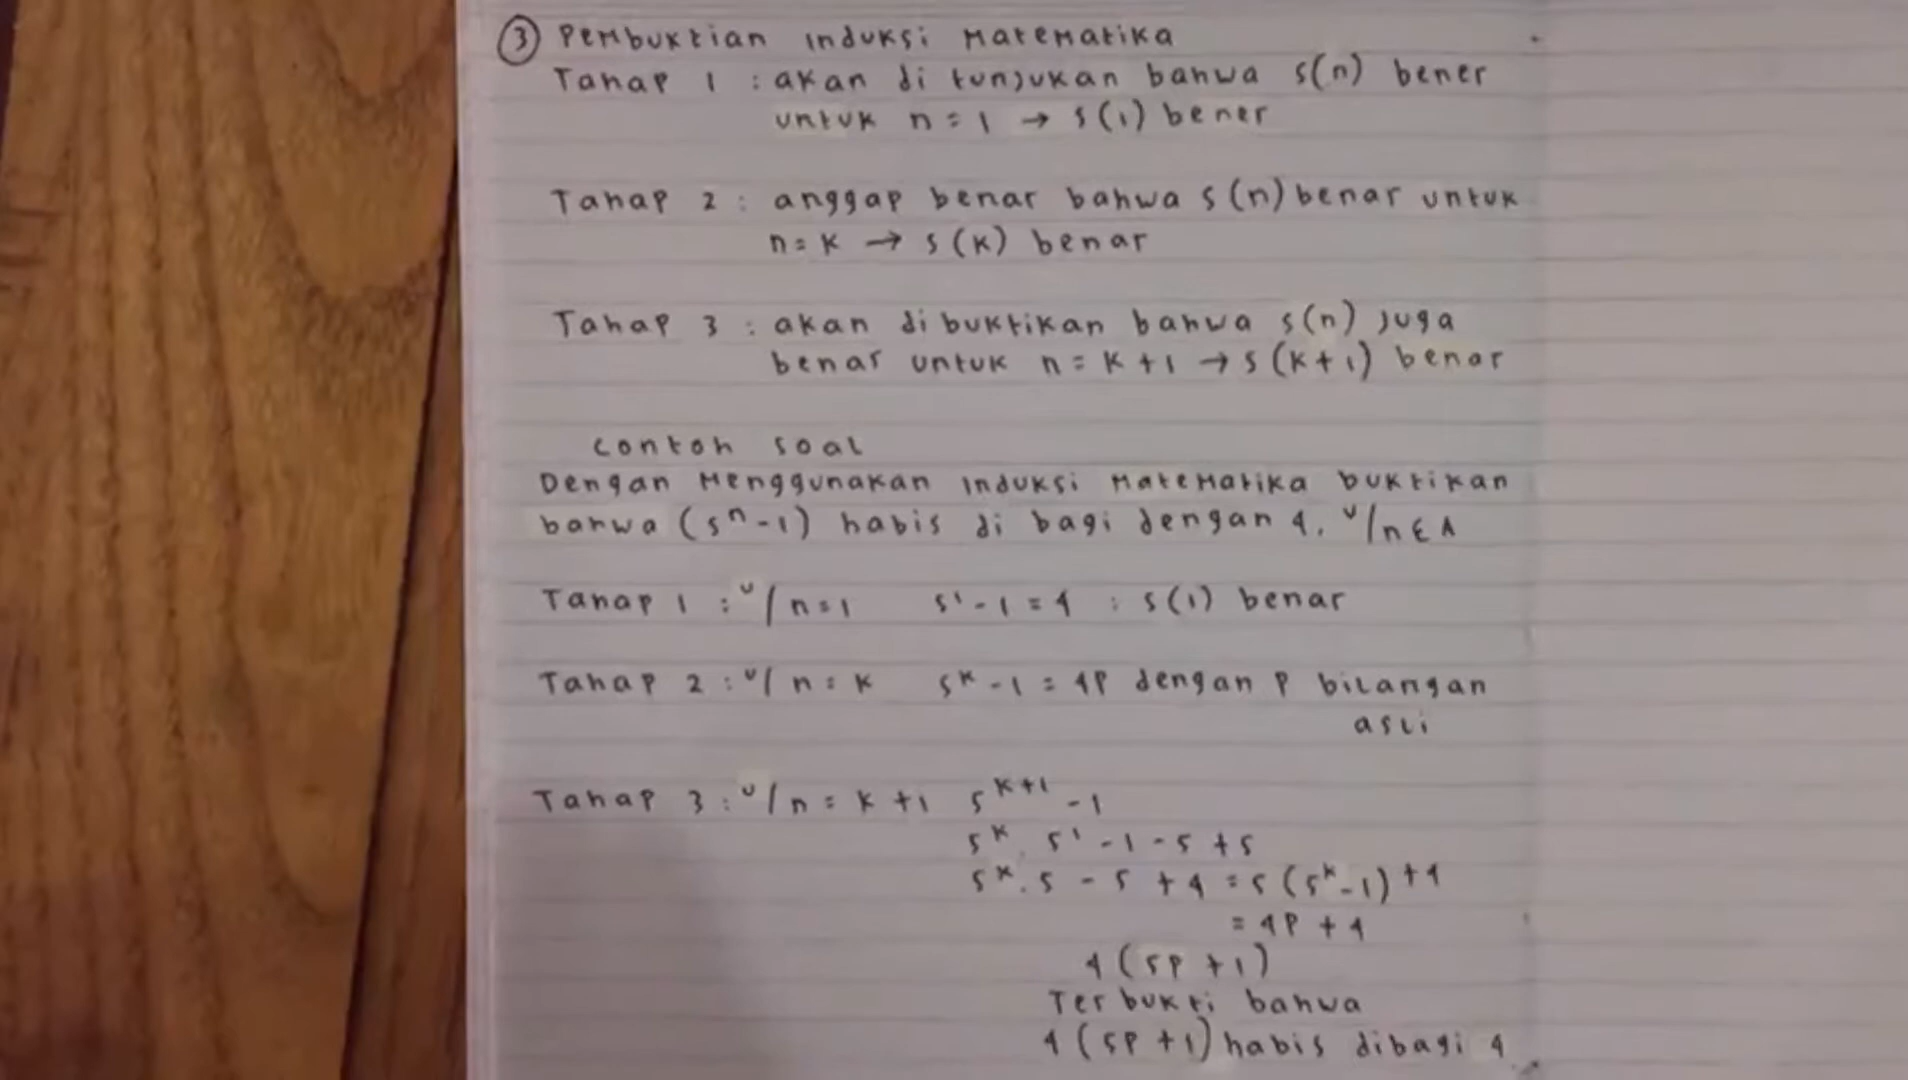 ③ Pembuktian Induksi Matematika
Tahap 1 : akan di tunjukan bahwa s(n) bener
untuk n = 1 → s(1) bener
Tahap 2 : anggap benar bahwa s(n) benar untuk
n = k → s(k) benar
Tahap 3 : akan dibuktikan bahwa s(n) juga
benar untuk n = k + 1 → s(k+1) benar
contoh soal
Dengan Menggunakan Induksi Matematika buktikan
bahwa (5ⁿ - 1) habis di bagi dengan 4, ᵁ/n ∈ A
Tahap 1 : ᵁ/n=1 5¹ - 1 = 4 : s(1) benar
Tahap 2 : ᵁ/n = k 5ᵏ - 1 = 4p dengan p bilangan
asli
Tahap 3 : ᵁ/n = k + 1 5ᵏ⁺¹ - 1
5ᵏ. 5¹ - 1 - 5 + 5
5ᵏ. 5 - 5 + 4 = 5(5ᵏ-1) + 4
= 4p + 4
4(5p + 1)
Terbukti bahwa
4(5p + 1) habis dibagi 4